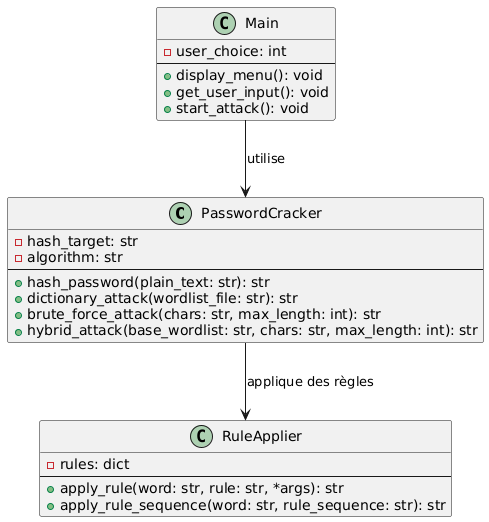 C Main
user_choice: int
display_menu(): void
get_user_input(): void
start_attack(): void
utilise
C PasswordCracker
hash_target: str
algorithm: str
hash_password(plain_text: str): str
dictionary_attack(wordlist_file: str): str
brute_force_attack(chars: str, max_length: int): str
hybrid_attack(base_wordlist: str, chars: str, max_length: int): str
applique des règles
C RuleApplier
rules: dict
apply_rule(word: str, rule: str, *args): str
apply_rule_sequence(word: str, rule_sequence: str): str